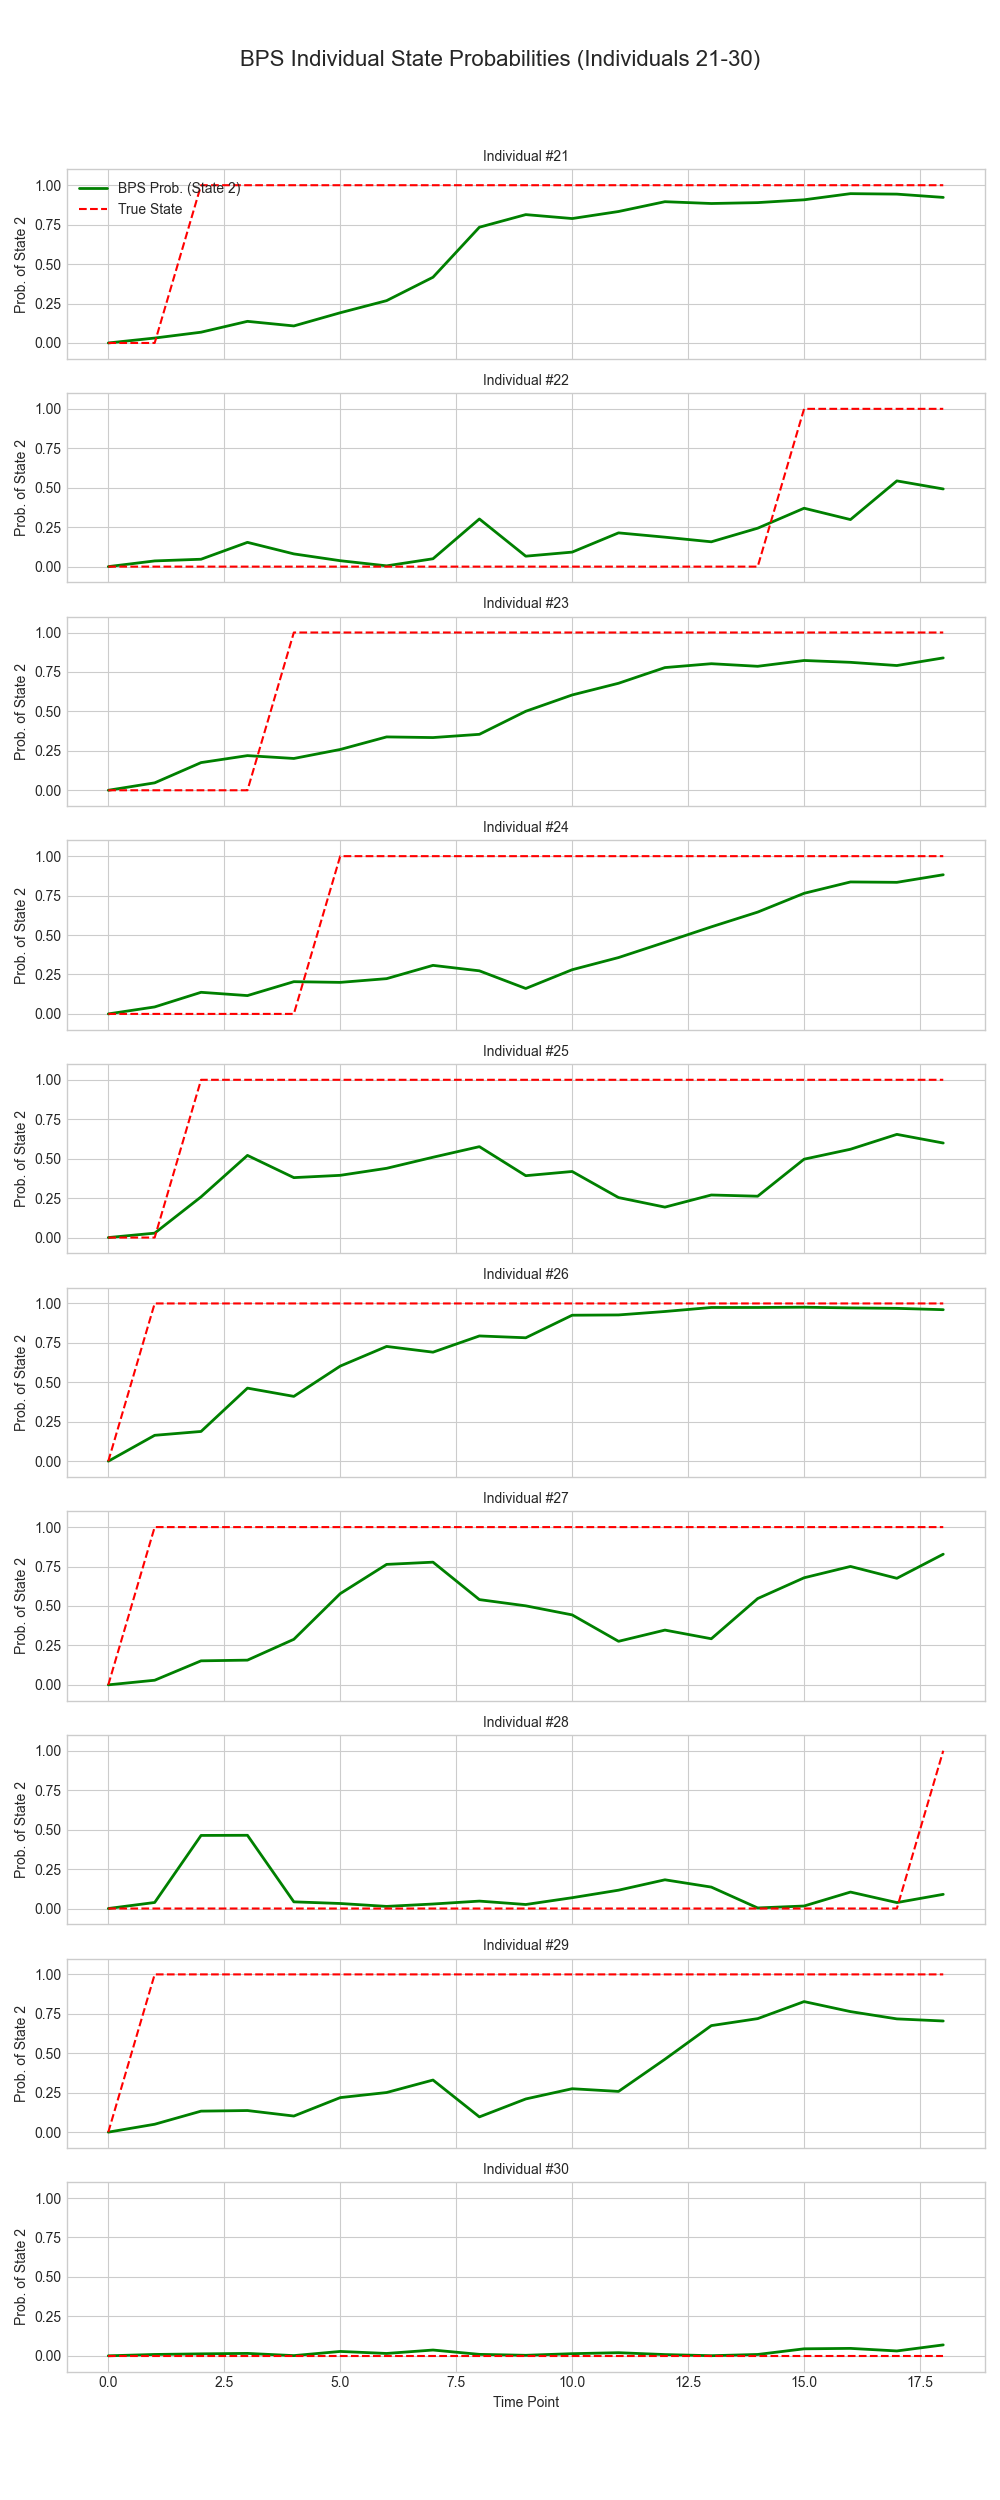 BPS Individual State Probabilities (Individuals 21-30)
Individual #21
BPS Prob. (State 2)
True State
1.00
0.75
0.50
0.25
0.00
Prob. of State 2
Individual #22
1.00
0.75
0.50
0.25
0.00
Prob. of State 2
Individual #23
1.00
0.75
0.50
0.25
0.00
Prob. of State 2
Individual #24
1.00
0.75
0.50
0.25
0.00
Prob. of State 2
Individual #25
1.00
0.75
0.50
0.25
0.00
Prob. of State 2
Individual #26
1.00
0.75
0.50
0.25
0.00
Prob. of State 2
Individual #27
1.00
0.75
0.50
0.25
0.00
Prob. of State 2
Individual #28
1.00
0.75
0.50
0.25
0.00
Prob. of State 2
Individual #29
1.00
0.75
0.50
0.25
0.00
Prob. of State 2
Individual #30
1.00
0.75
0.50
0.25
0.00
Prob. of State 2
0.0 2.5 5.0 7.5 10.0 12.5 15.0 17.5
Time Point